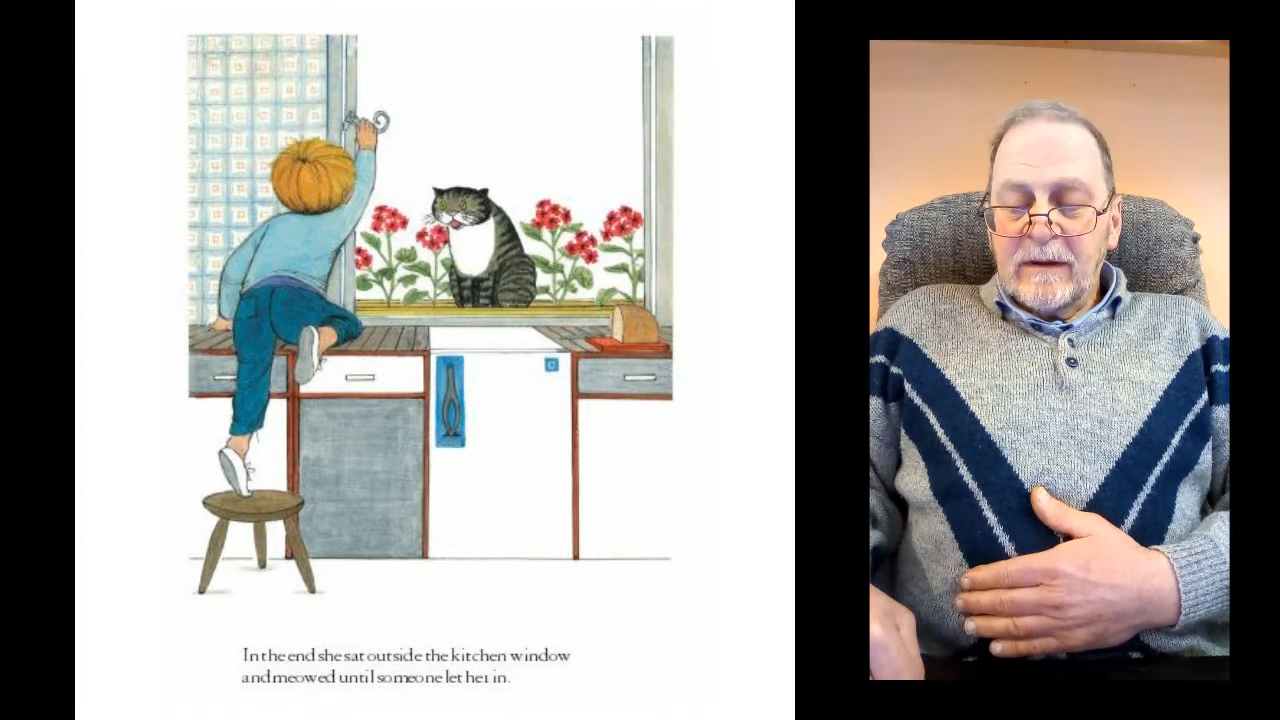 In the end she sat outside the kitchen window
and meowed until someone let her in.